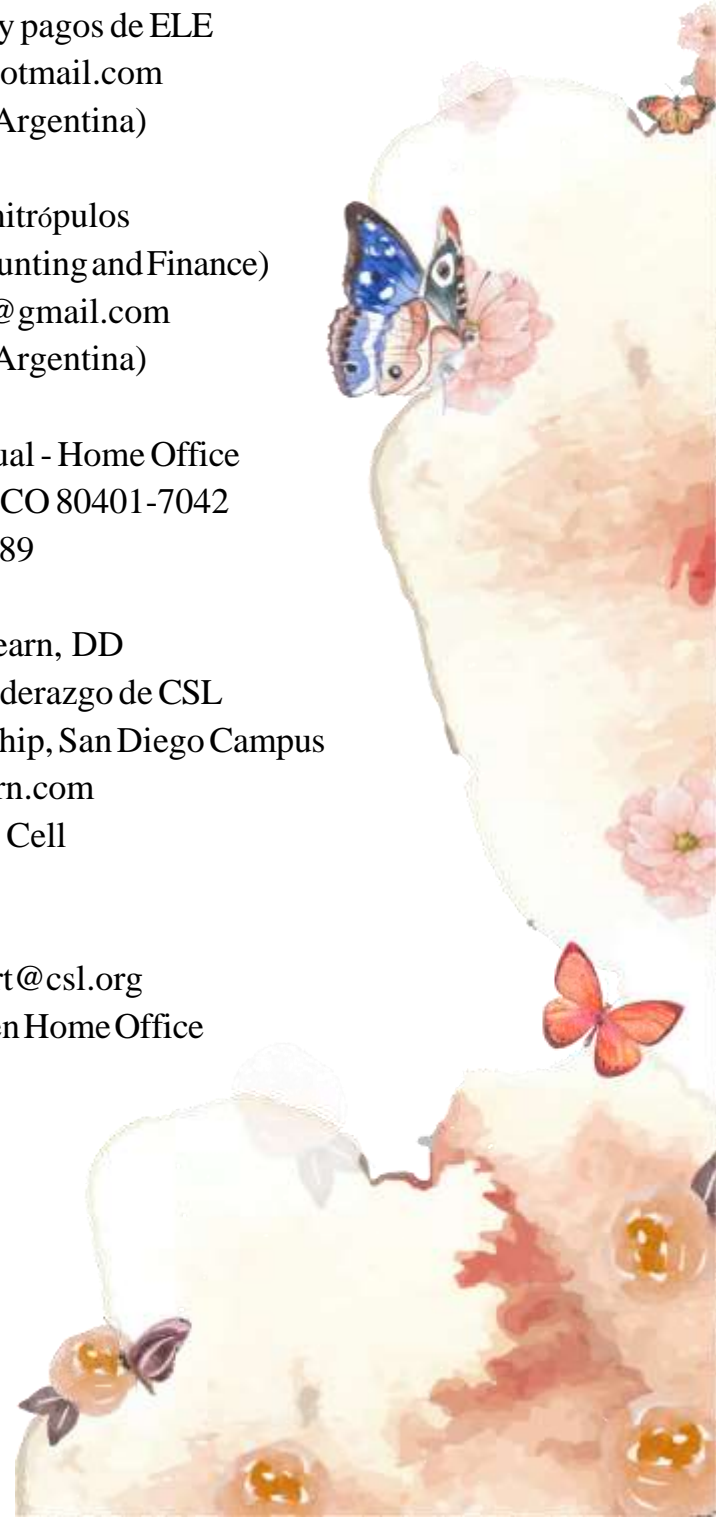 y pagos de ELE
otmail.com
Argentina)
nitrópulos
unting and Finance)
@gmail.com
Argentina)
ual - Home Office
CO 80401-7042
89
earn, DD
derazgo de CSL
hip, San Diego Campus
rn.com
Cell
rt@csl.org
en Home Office